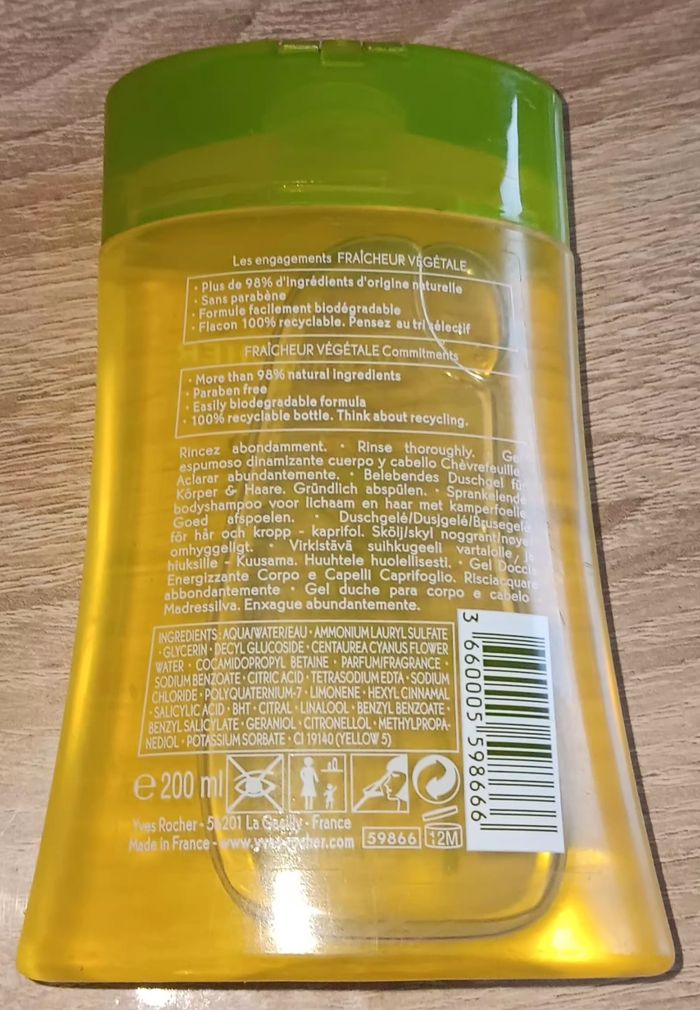 Les engagements FRAÎCHEUR VÉGÉTALE
• Plus de 98% d'ingrédients d'origine naturelle
• Sans parabène
• Formule facilement biodégradable
• Flacon 100% recyclable. Pensez au tri sélectif
FRAÎCHEUR VÉGÉTALE Commitments
• More than 98% natural ingredients
• Paraben free
• Easily biodegradable formula
• 100% recyclable bottle. Think about recycling.
Rincez abondamment. • Rinse thoroughly. Gel
espumoso dinamizante cuerpo y cabello Chèvrefeuille
Aclarar abundantemente. • Belebendes Duschgel für
Körper & Haare. Gründlich abspülen. • Sprankelende
bodyshampoo voor lichaam en haar met kamperfoelie
Goed afspoelen. • Duschgelé/Dusjgelé/Brusegele
för hår och kropp - kaprifol. Skölj/skyl noggrant/nøye/
omhyggeligt. • Virkistävä suihkugeeli vartalolle, ja
hiuksille - Kuusama. Huuhtele huolellisesti. • Gel Doccia
Energizzante Corpo e Capelli Caprifoglio. Risciacquare
abbondantemente • Gel duche para corpo e cabelo
Madressilva. Enxague abundantemente.
INGREDIENTS : AQUA/WATER/EAU • AMMONIUM LAURYL SULFATE
• GLYCERIN • DECYL GLUCOSIDE • CENTAUREA CYANUS FLOWER
WATER • COCAMIDOPROPYL BETAINE • PARFUM/FRAGRANCE •
SODIUM BENZOATE • CITRIC ACID • TETRASODIUM EDTA • SODIUM
CHLORIDE • POLYQUATERNIUM-7 • LIMONENE • HEXYL CINNAMAL
• SALICYLIC ACID • BHT • CITRAL • LINALOOL • BENZYL BENZOATE •
BENZYL SALICYLATE • GERANIOL • CITRONELLOL • METHYLPROPA-
NEDIOL • POTASSIUM SORBATE • CI 19140 (YELLOW 5)
3 660005 598666
e 200 ml
Yves Rocher - 56201 La Gacilly - France
Made in France - www.yves-rocher.com
59866
12M